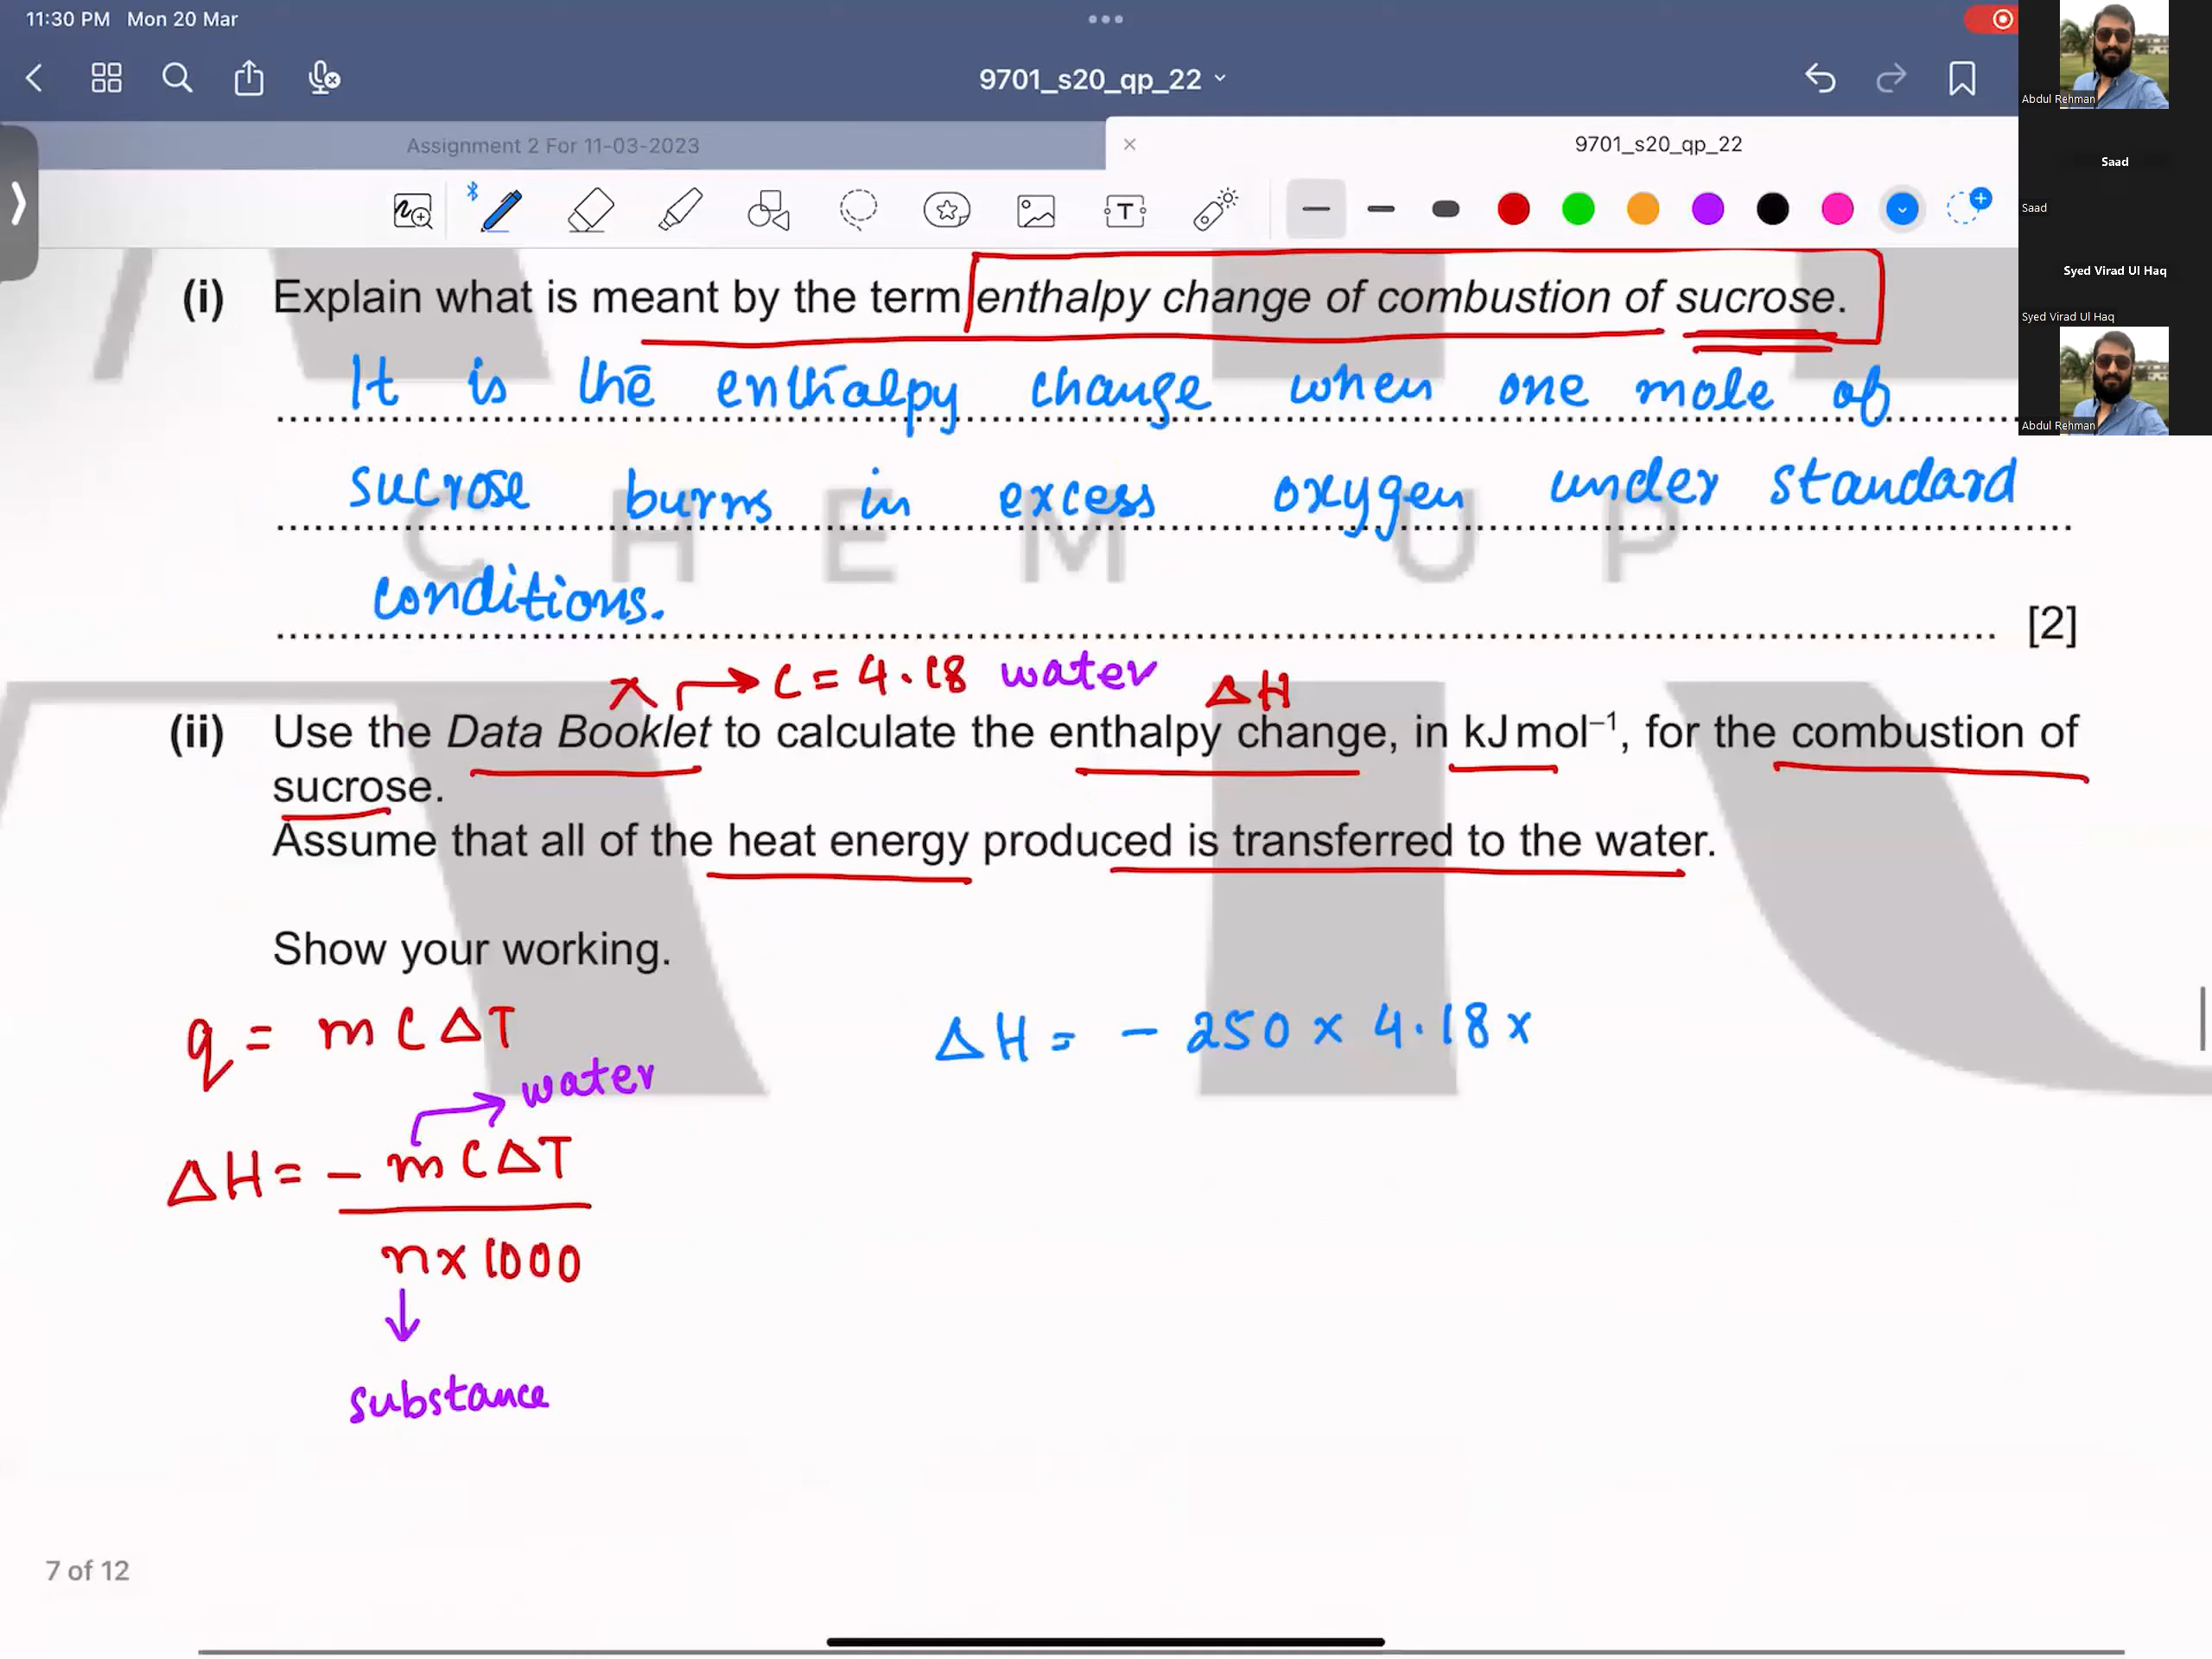 11:30 PM Mon 20 Mar
9701_s20_qp_22
Abdul Rehman
Assignment 2 For 11-03-2023
9701_s20_qp_22
Saad
Saad
Syed Virad Ul Haq
Syed Virad Ul Haq
Abdul Rehman
(i) Explain what is meant by the term enthalpy change of combustion of sucrose.
It is the enthalpy change when one mole of
sucrose burns in excess oxygen under standard
conditions.
[2]
C = 4.18 water ΔH
(ii) Use the Data Booklet to calculate the enthalpy change, in kJ mol⁻¹, for the combustion of
sucrose.
Assume that all of the heat energy produced is transferred to the water.
Show your working.
q = m C Δ T
ΔH = - 250 × 4.18 ×
water
ΔH = - m C Δ T
n × 1000
substance
CHEM UP
7 of 12